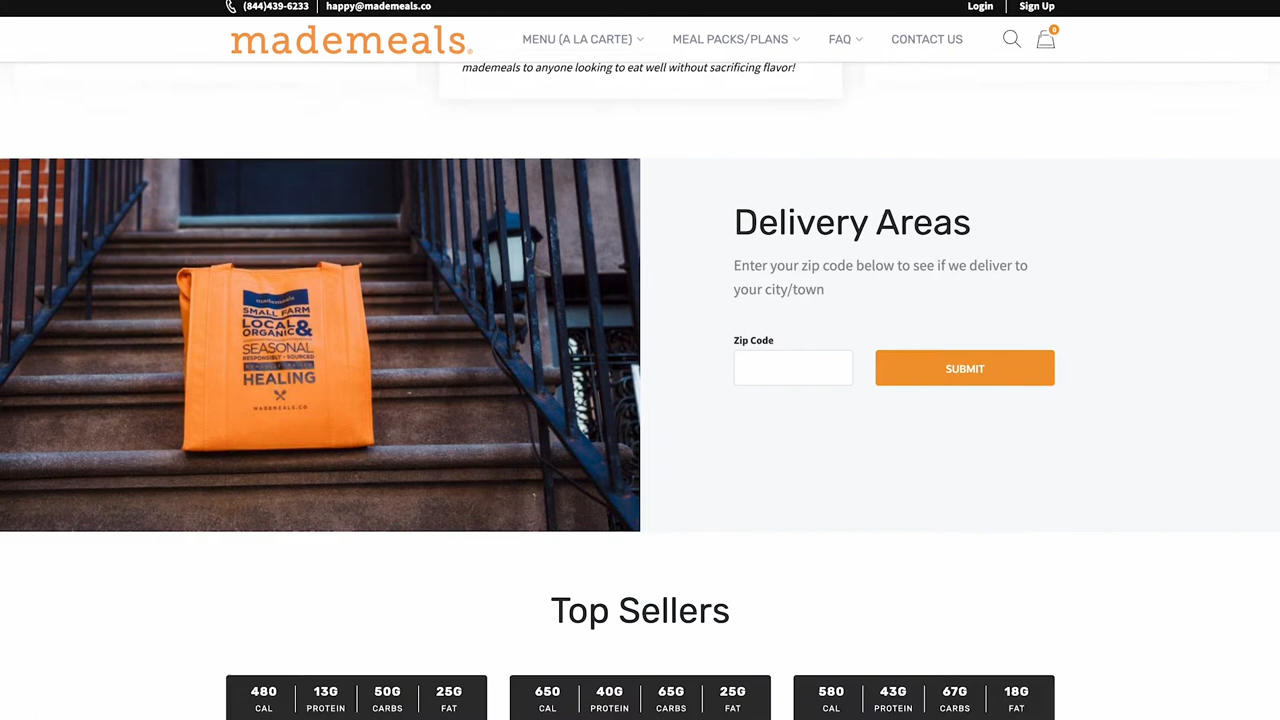 (844)439-6233 happy@mademeals.co Login Sign Up
mademeals. MENU (A LA CARTE) MEAL PACKS/PLANS FAQ CONTACT US 0
mademeals to anyone looking to eat well without sacrificing flavor!
mademeals
SMALL FARM
LOCAL &
ORGANIC
SEASONAL
RESPONSIBLY • SOURCED
HEALING
MADEMEALS.CO
Delivery Areas
Enter your zip code below to see if we deliver to
your city/town
Zip Code
SUBMIT
Top Sellers
480 13G 50G 25G
CAL PROTEIN CARBS FAT
650 40G 65G 25G
CAL PROTEIN CARBS FAT
580 43G 67G 18G
CAL PROTEIN CARBS FAT